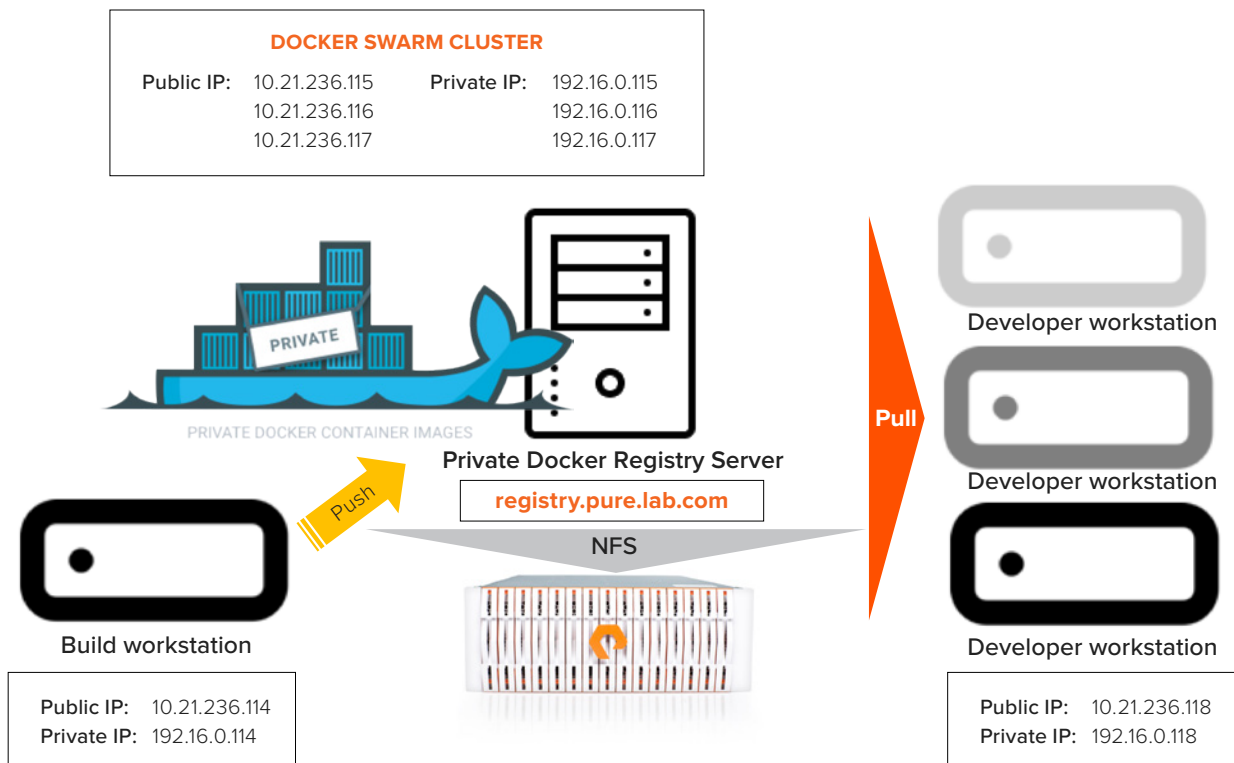 DOCKER SWARM CLUSTER
Public IP: 10.21.236.115 Private IP: 192.16.0.115
10.21.236.116 192.16.0.116
10.21.236.117 192.16.0.117
PRIVATE
PRIVATE DOCKER CONTAINER IMAGES
Private Docker Registry Server
registry.pure.lab.com
Push
NFS
Pull
Build workstation
Public IP: 10.21.236.114
Private IP: 192.16.0.114
Developer workstation
Developer workstation
Developer workstation
Public IP: 10.21.236.118
Private IP: 192.16.0.118